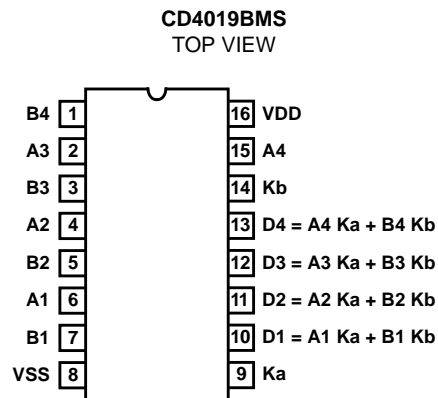 CD4019BMS
TOP VIEW
B4 1 16 VDD
A3 2 15 A4
B3 3 14 Kb
A2 4 13 D4 = A4 Ka + B4 Kb
B2 5 12 D3 = A3 Ka + B3 Kb
A1 6 11 D2 = A2 Ka + B2 Kb
B1 7 10 D1 = A1 Ka + B1 Kb
VSS 8 9 Ka